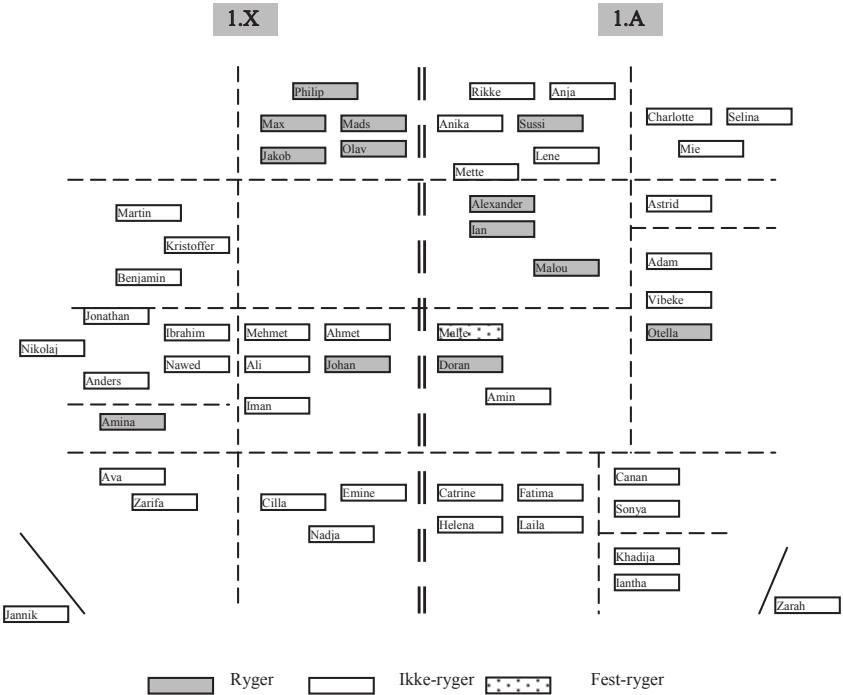 1.X
1.A
Philip
Max
Mads
Jakob
Olav
Rikke
Anja
Anika
Sussi
Lene
Mette
Charlotte
Selina
Mie
Martin
Kristoffer
Benjamin
Alexander
Ian
Malou
Astrid
Adam
Vibeke
Otella
Jonathan
Ibrahim
Nikolaj
Nawed
Anders
Amina
Mehmet
Ahmet
Ali
Johan
Iman
Malte
Doran
Amin
Ava
Zarifa
Cilla
Emine
Nadja
Catrine
Fatima
Helena
Laila
Canan
Sonya
Khadija
Iantha
Jannik
Zarah
Ryger
Ikke-ryger
Fest-ryger